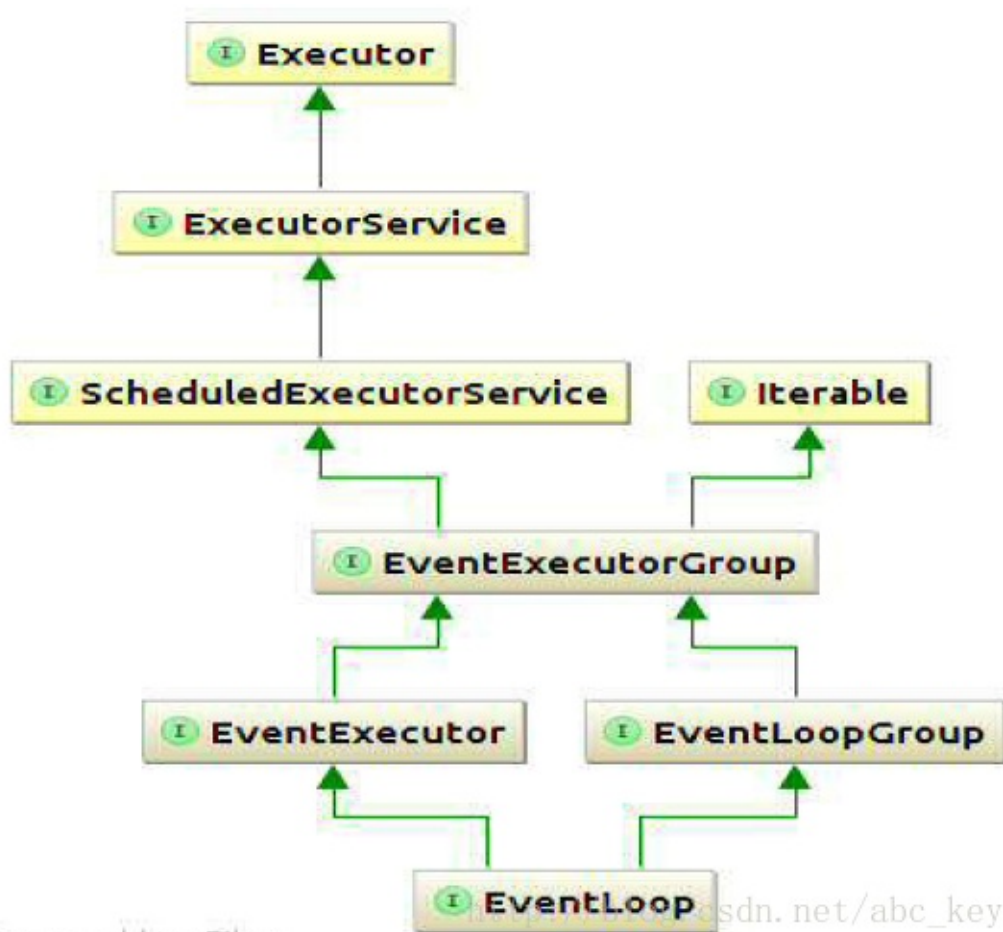 I Executor
I ExecutorService
I ScheduledExecutorService
I Iterable
I EventExecutorGroup
I EventExecutor
I EventLoopGroup
I EventLoop
sdn.net/abc_key